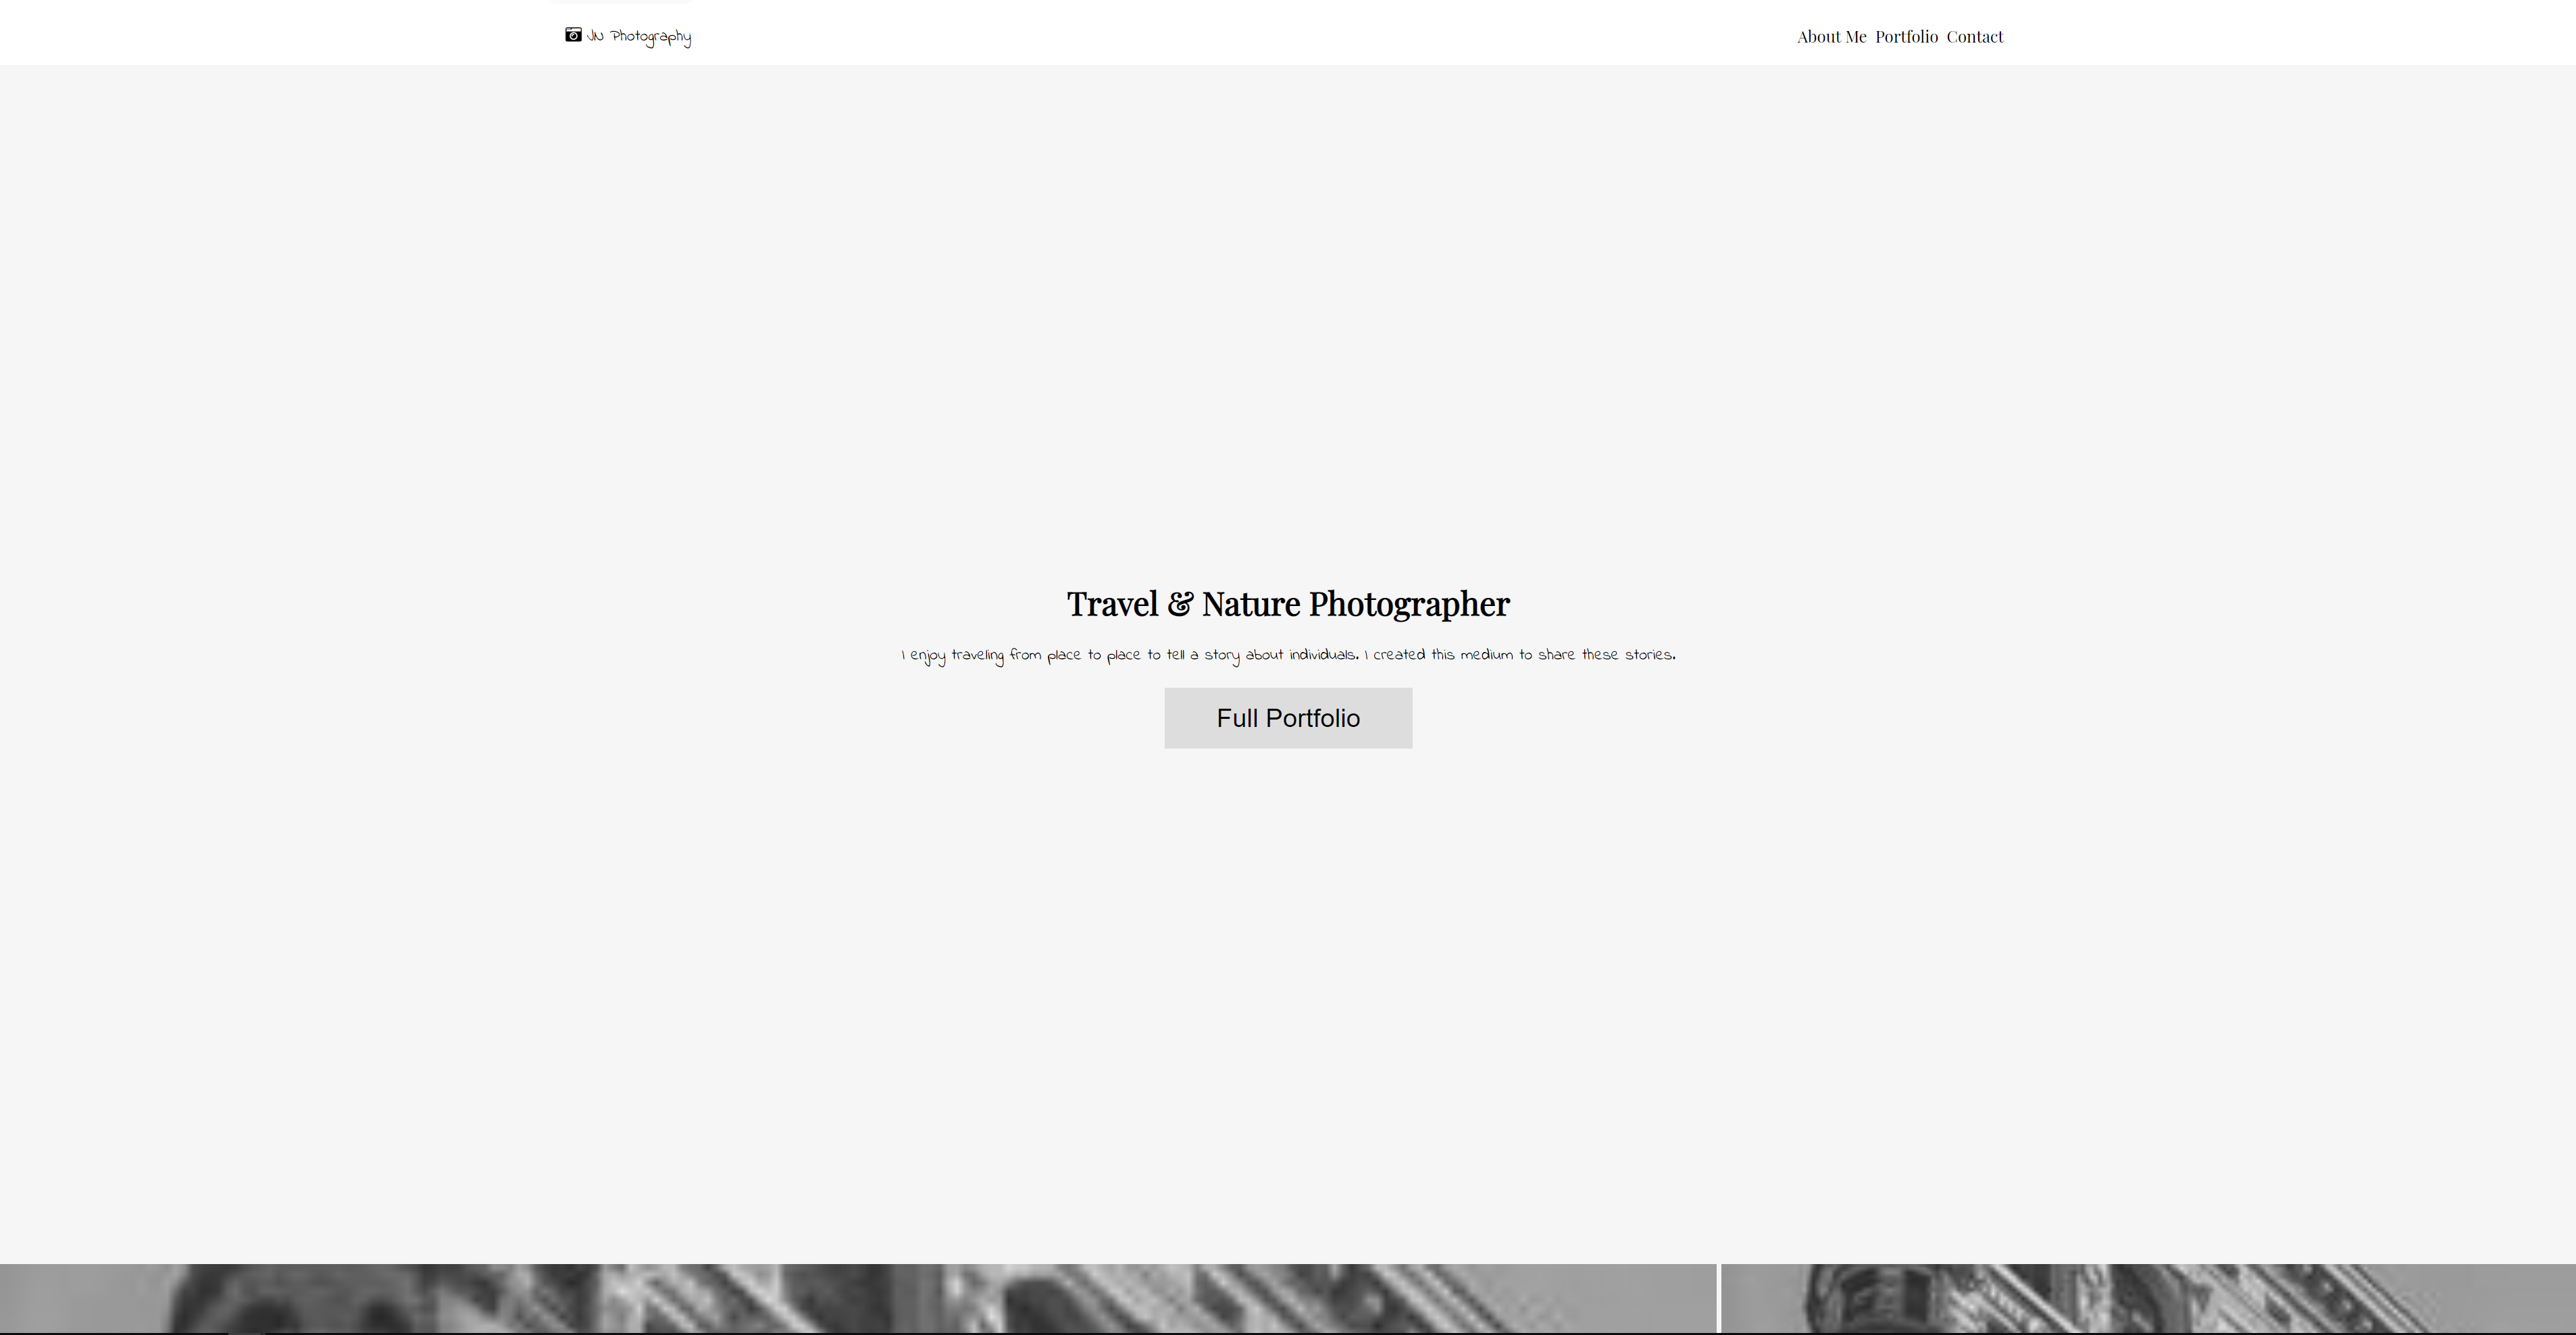 JN Photography
About Me Portfolio Contact
Travel & Nature Photographer
I enjoy traveling from place to place to tell a story about individuals. I created this medium to share these stories.
Full Portfolio